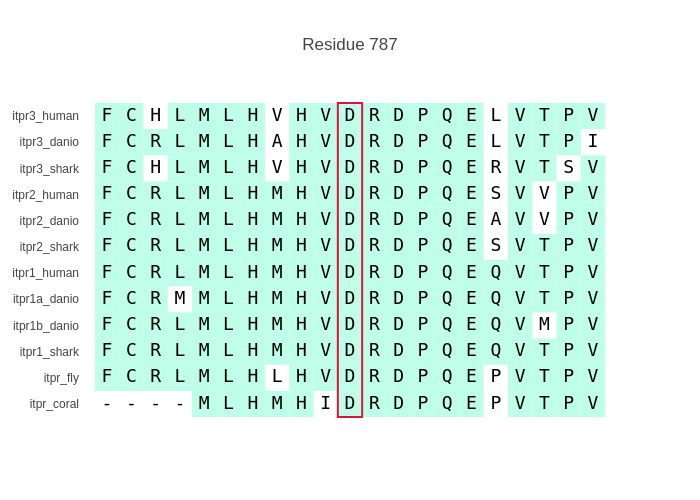 Residue 787
itpr3_human F C H L M L H V H V D R D P Q E L V T P V
itpr3_danio F C R L M L H A H V D R D P Q E L V T P I
itpr3_shark F C H L M L H V H V D R D P Q E R V T S V
itpr2_human F C R L M L H M H V D R D P Q E S V V P V
itpr2_danio F C R L M L H M H V D R D P Q E A V V P V
itpr2_shark F C R L M L H M H V D R D P Q E S V T P V
itpr1_human F C R L M L H M H V D R D P Q E Q V T P V
itpr1a_danio F C R M M L H M H V D R D P Q E Q V T P V
itpr1b_danio F C R L M L H M H V D R D P Q E Q V M P V
itpr1_shark F C R L M L H M H V D R D P Q E Q V T P V
itpr_fly F C R L M L H L H V D R D P Q E P V T P V
itpr_coral - - - - M L H M H I D R D P Q E P V T P V